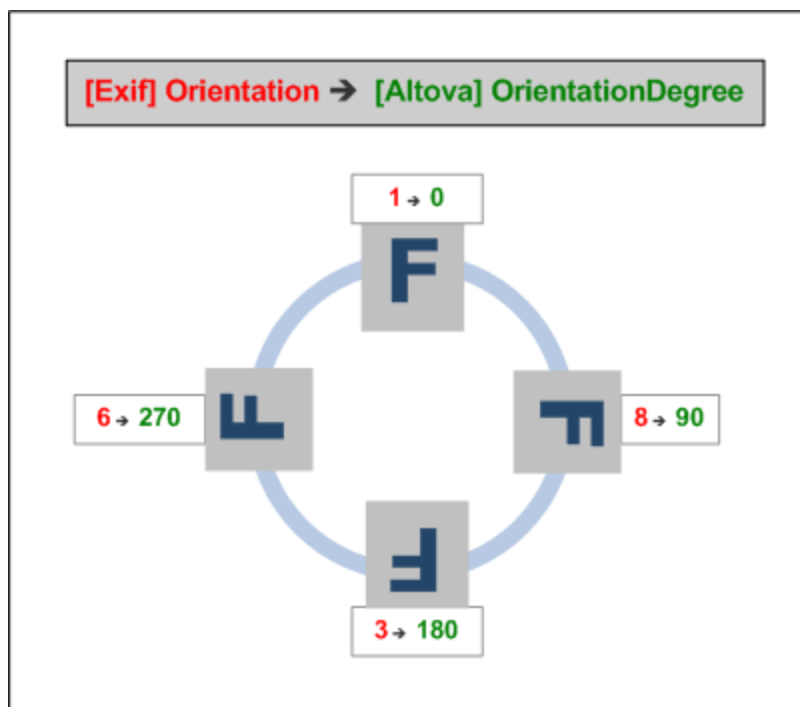 [Exif] Orientation ➔ [Altova] OrientationDegree
1 ➔ 0
F
6 ➔ 270
F
F
8 ➔ 90
F
3 ➔ 180